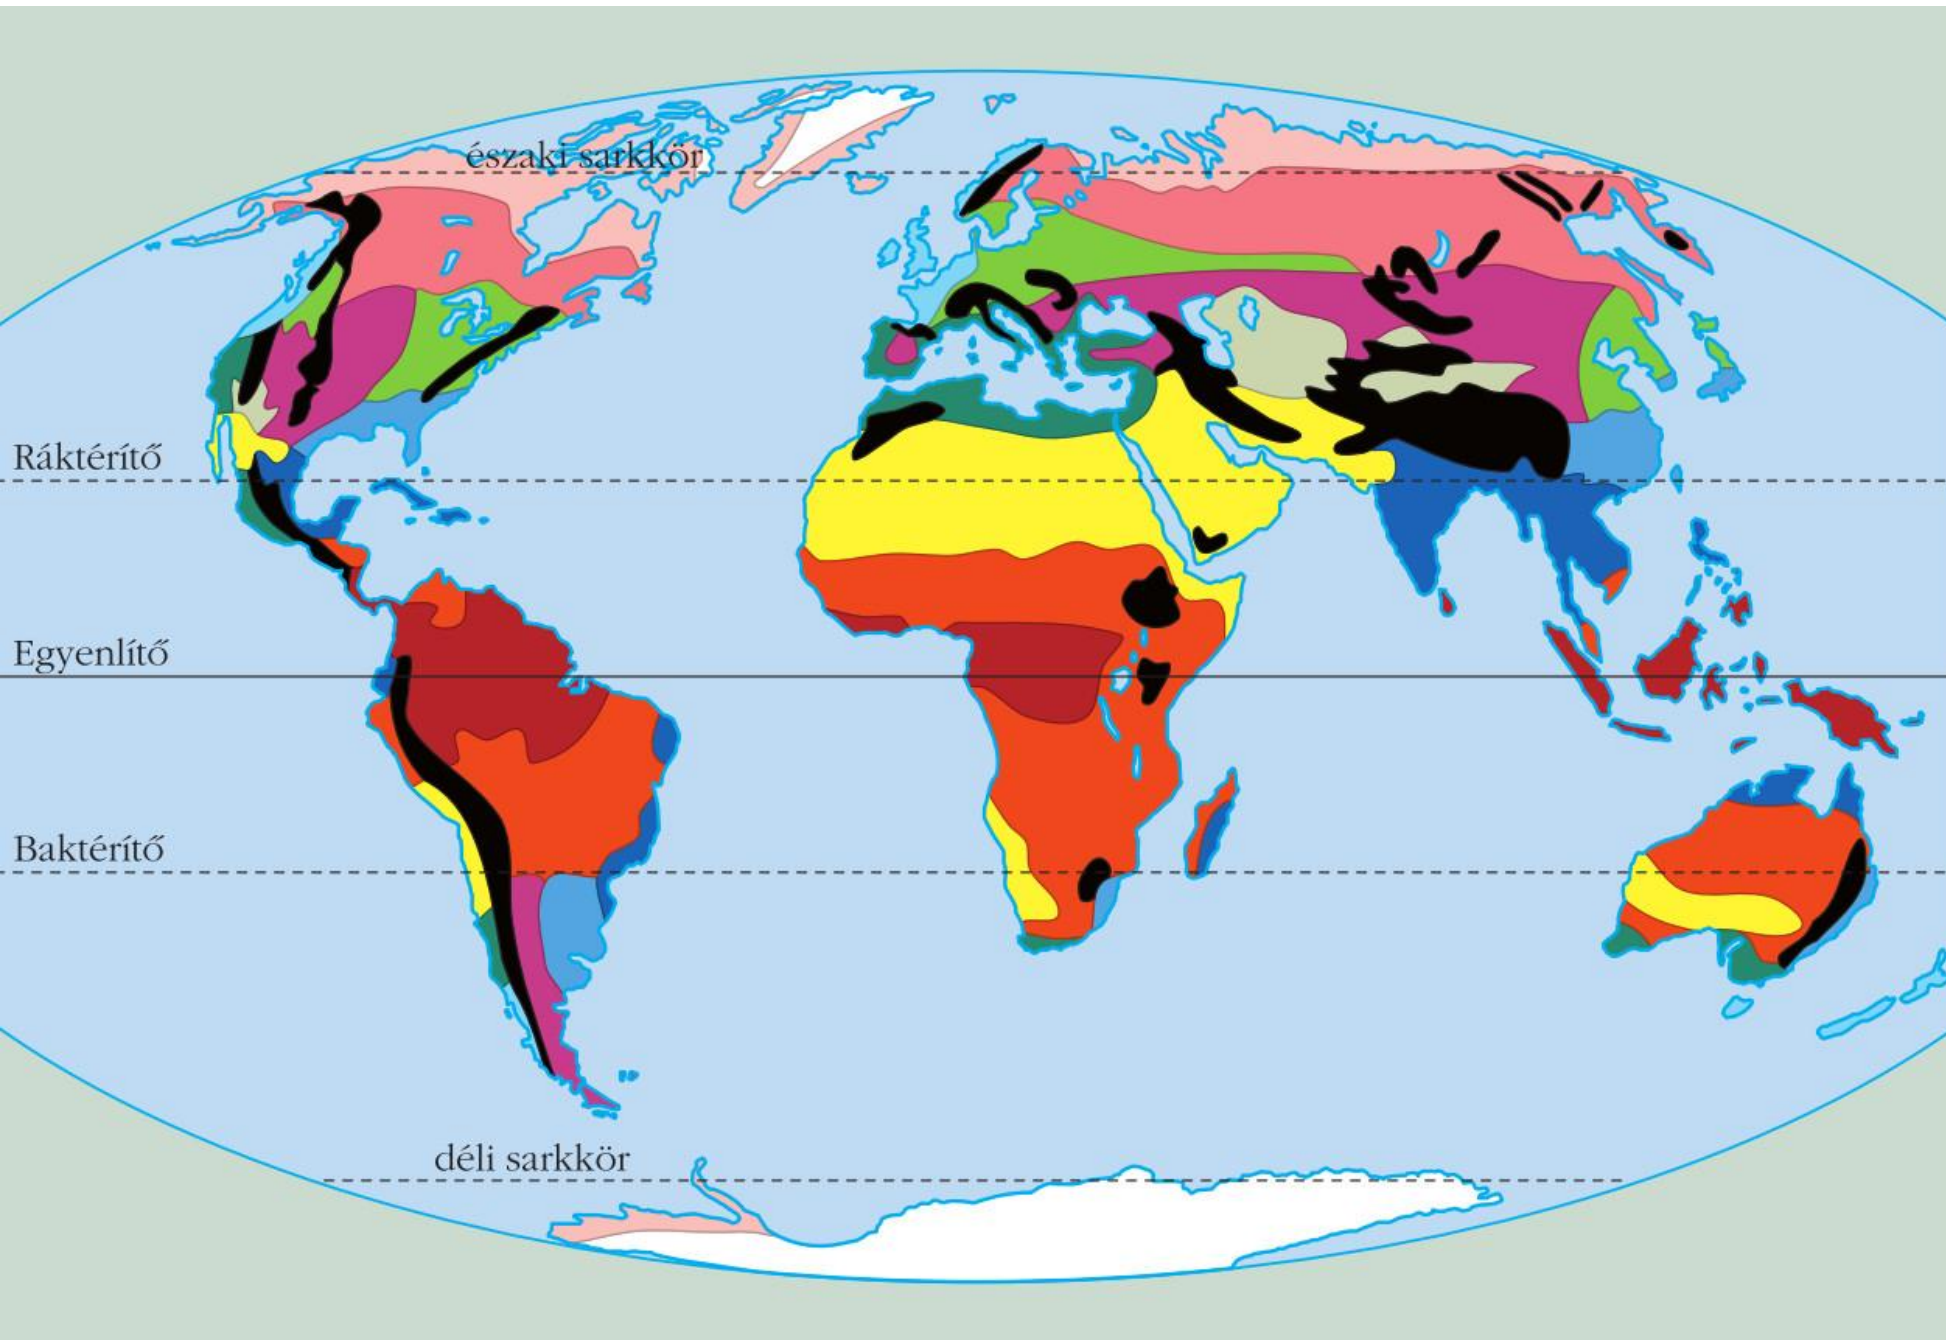 északi sarkkör
Ráktérítő
Egyenlítő
Baktérítő
déli sarkkör